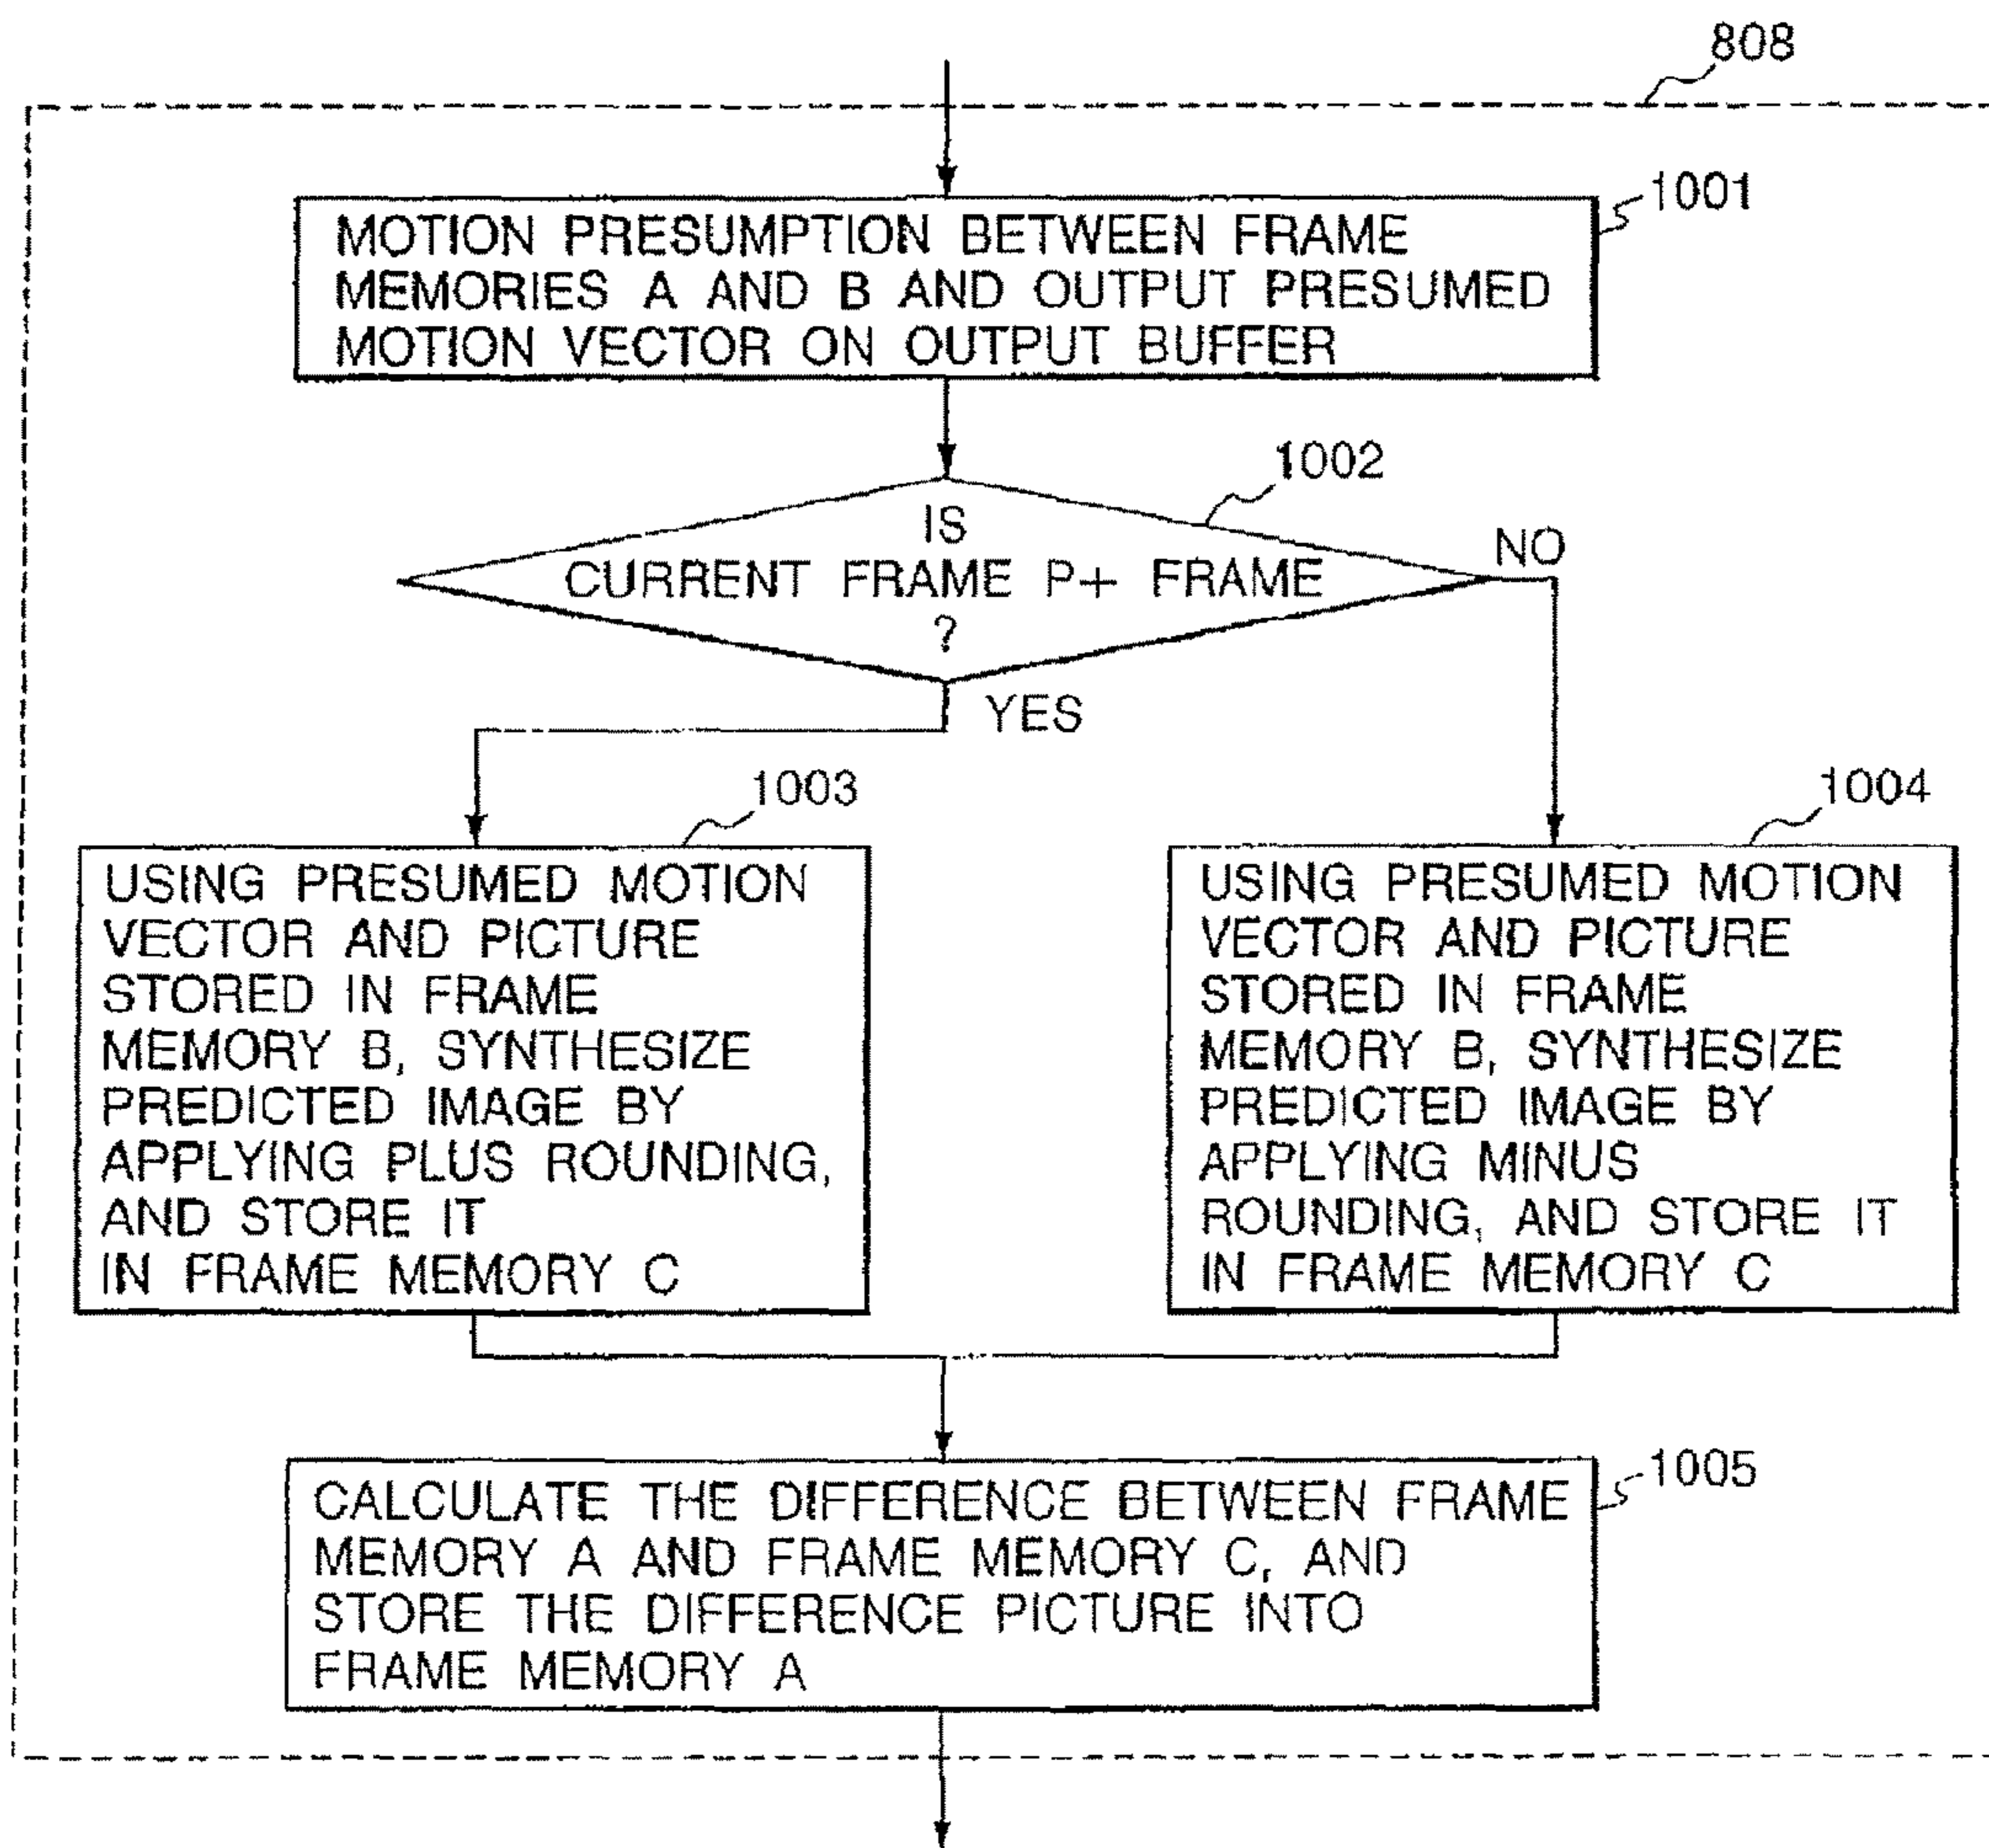 808
1001
MOTION PRESUMPTION BETWEEN FRAME
MEMORIES A AND B AND OUTPUT PRESUMED
MOTION VECTOR ON OUTPUT BUFFER
1002
IS
CURRENT FRAME P+ FRAME
?
NO
YES
1003
USING PRESUMED MOTION
VECTOR AND PICTURE
STORED IN FRAME
MEMORY B, SYNTHESIZE
PREDICTED IMAGE BY
APPLYING PLUS ROUNDING,
AND STORE IT
IN FRAME MEMORY C
1004
USING PRESUMED MOTION
VECTOR AND PICTURE
STORED IN FRAME
MEMORY B, SYNTHESIZE
PREDICTED IMAGE BY
APPLYING MINUS
ROUNDING, AND STORE IT
IN FRAME MEMORY C
1005
CALCULATE THE DIFFERENCE BETWEEN FRAME
MEMORY A AND FRAME MEMORY C, AND
STORE THE DIFFERENCE PICTURE INTO
FRAME MEMORY A